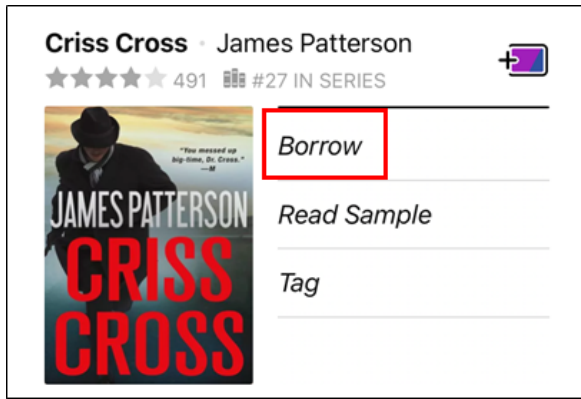 Criss Cross · James Patterson
491 #27 IN SERIES
"You messed up
big-time, Dr. Cross."
—M
JAMES PATTERSON
CRISS
CROSS
Borrow
Read Sample
Tag